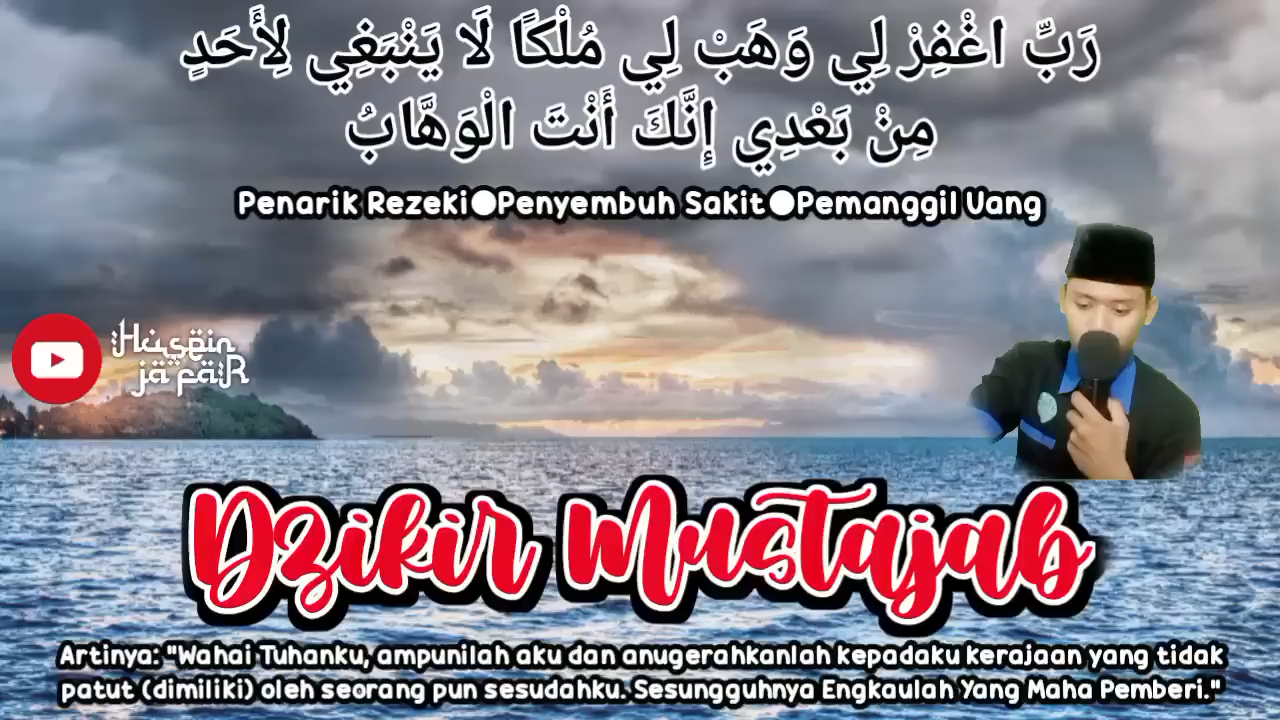 رَبِّ اغْفِرْ لِي وَهَبْ لِي مُلْكًا لَا يَنْبَغِي لِأَحَدٍ
مِنْ بَعْدِي إِنَّكَ أَنْتَ الْوَهَّابُ
Penarik Rezeki●Penyembuh Sakit●Pemanggil Uang
Husein
ja'faR
Dzikir Mustajab
Artinya: "Wahai Tuhanku, ampunilah aku dan anugerahkanlah kepadaku kerajaan yang tidak
patut (dimiliki) oleh seorang pun sesudahku. Sesungguhnya Engkaulah Yang Maha Pemberi."